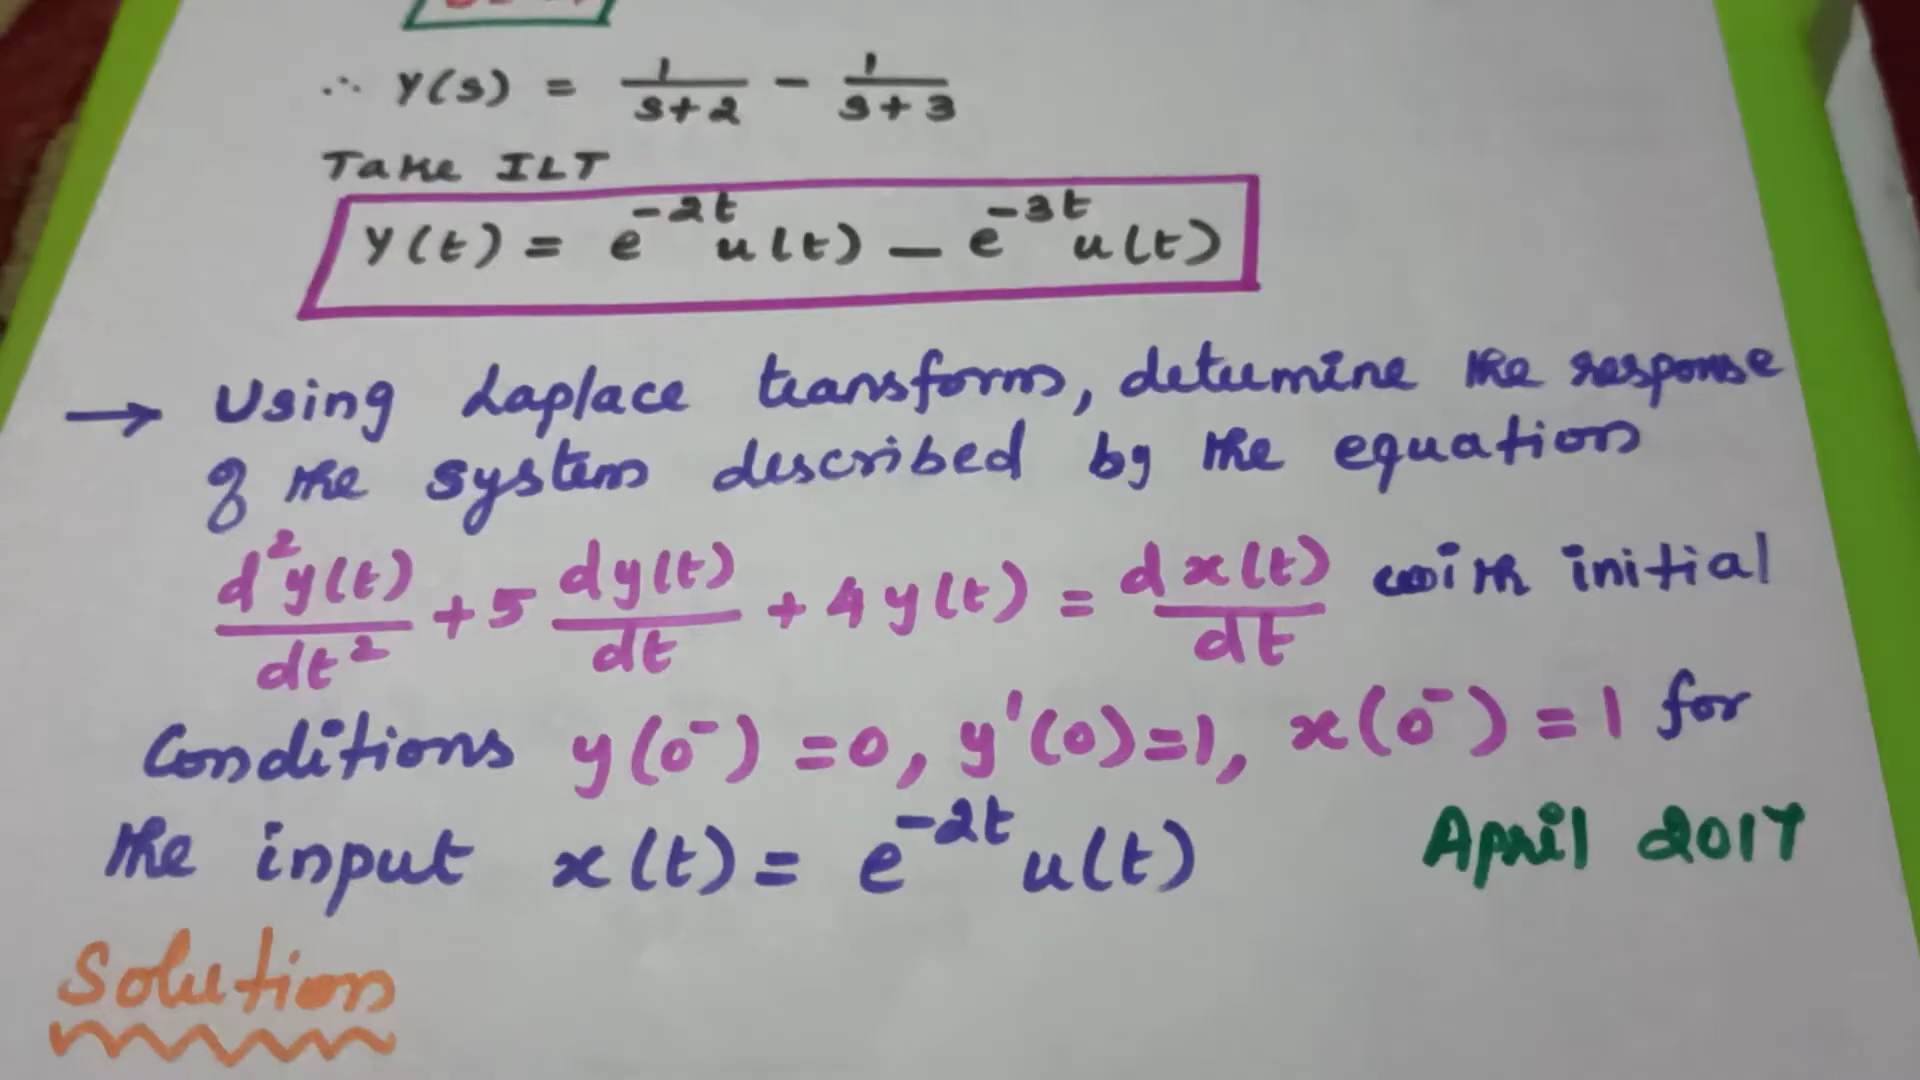 ∴ Y(s) = 1/(s+2) − 1/(s+3)
Take ILT
y(t) = e^{-2t} u(t) − e^{-3t} u(t)
→ Using Laplace transform, determine the response
of the system described by the equation
d²y(t)/dt² + 5 dy(t)/dt + 4y(t) = dx(t)/dt with initial
Conditions y(0⁻) = 0, y'(0) = 1, x(0⁻) = 1 for
the input x(t) = e^{-2t} u(t) April 2017
Solution